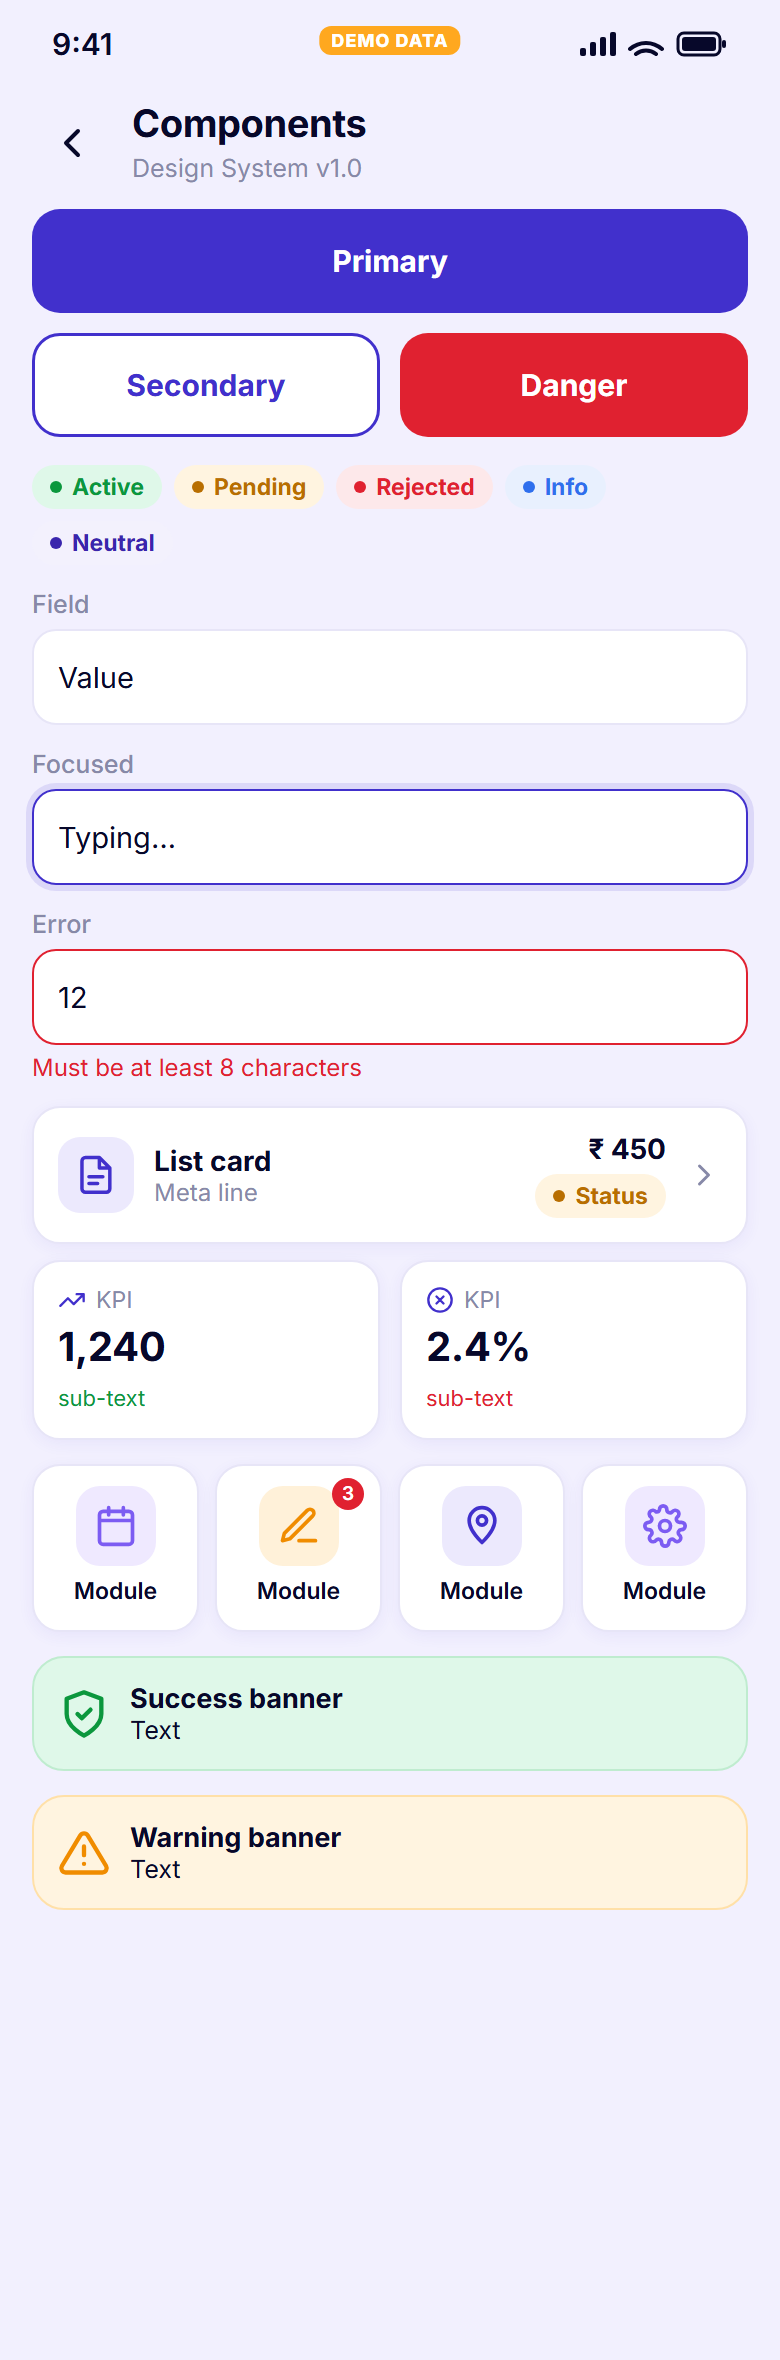 9:41
DEMO DATA
Components
Design System v1.0
Primary
Secondary
Danger
Active
Pending
Rejected
Info
Neutral
Field
Value
Focused
Typing...
Error
12
Must be at least 8 characters
List card
Meta line
₹ 450
Status
KPI
1,240
sub-text
KPI
2.4%
sub-text
Module
3
Module
Module
Module
Success banner
Text
Warning banner
Text